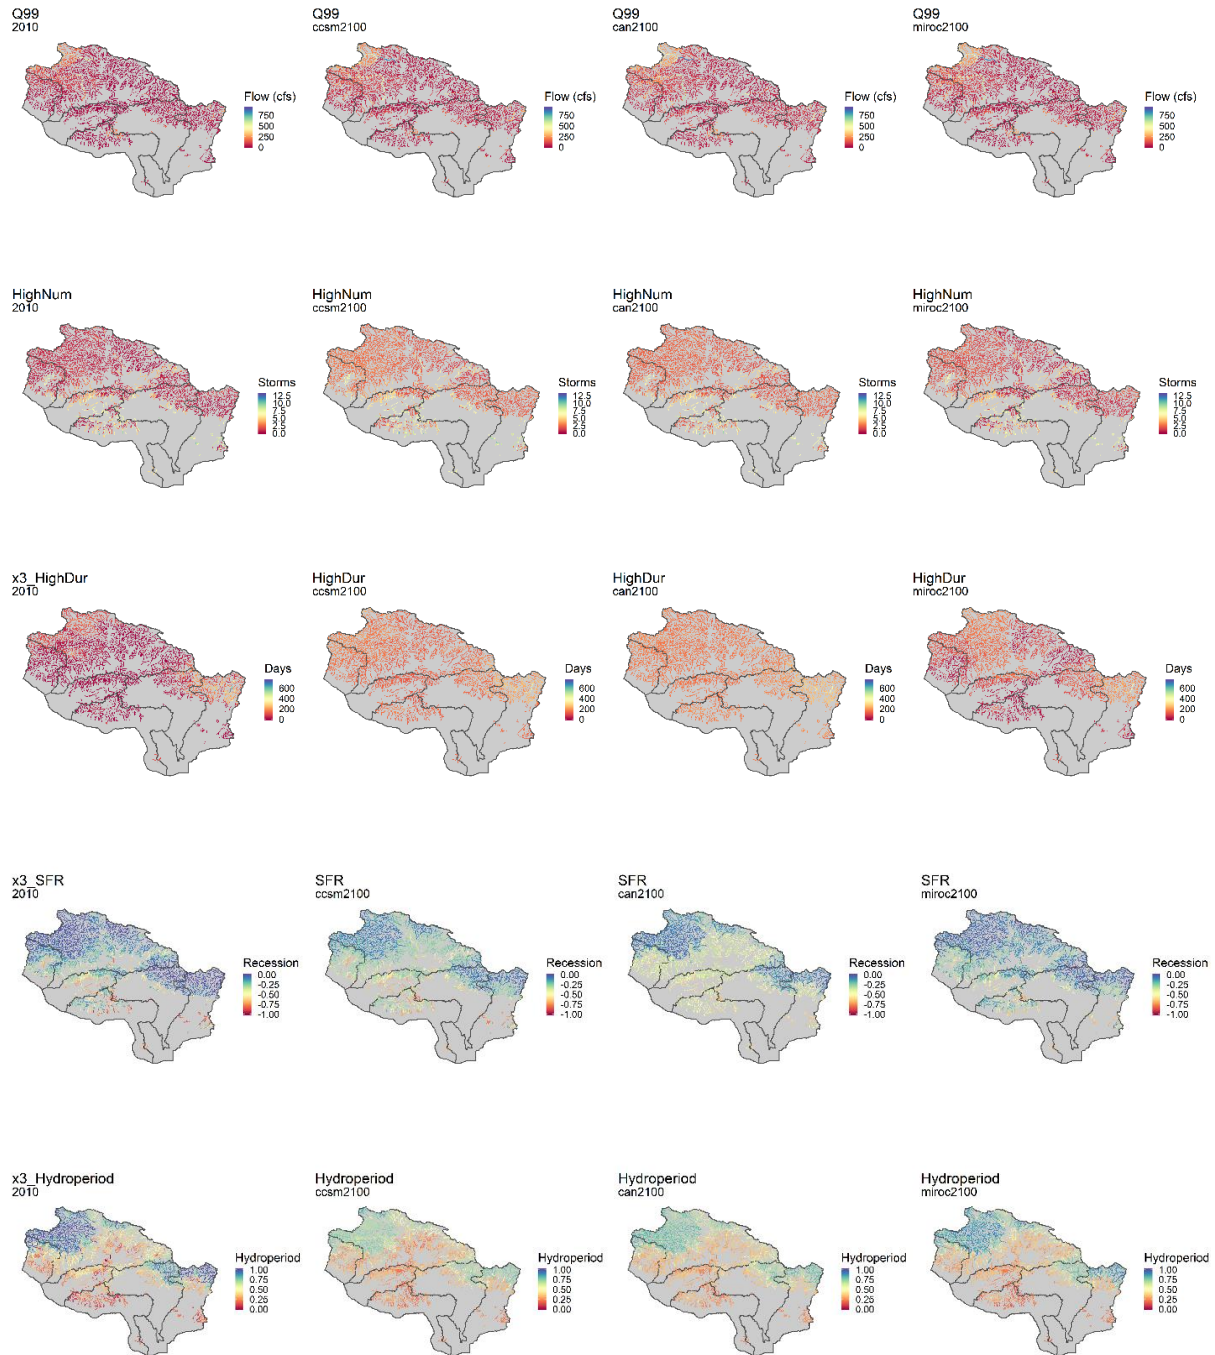 Q99
2010
Flow (cfs)
750
500
250
0
Q99
ccsm2100
Flow (cfs)
750
500
250
0
Q99
can2100
Flow (cfs)
750
500
250
0
Q99
miroc2100
Flow (cfs)
750
500
250
0
HighNum
2010
Storms
12.5
10.0
7.5
5.0
2.5
0.0
HighNum
ccsm2100
Storms
12.5
10.0
7.5
5.0
2.5
0.0
HighNum
can2100
Storms
12.5
10.0
7.5
5.0
2.5
0.0
HighNum
miroc2100
Storms
12.5
10.0
7.5
5.0
2.5
0.0
x3_HighDur
2010
Days
600
400
200
0
HighDur
ccsm2100
Days
600
400
200
0
HighDur
can2100
Days
600
400
200
0
HighDur
miroc2100
Days
600
400
200
0
x3_SFR
2010
Recession
0.00
-0.25
-0.50
-0.75
-1.00
SFR
ccsm2100
Recession
0.00
-0.25
-0.50
-0.75
-1.00
SFR
can2100
Recession
0.00
-0.25
-0.50
-0.75
-1.00
SFR
miroc2100
Recession
0.00
-0.25
-0.50
-0.75
-1.00
x3_Hydroperiod
2010
Hydroperiod
1.00
0.75
0.50
0.25
0.00
Hydroperiod
ccsm2100
Hydroperiod
1.00
0.75
0.50
0.25
0.00
Hydroperiod
can2100
Hydroperiod
1.00
0.75
0.50
0.25
0.00
Hydroperiod
miroc2100
Hydroperiod
1.00
0.75
0.50
0.25
0.00